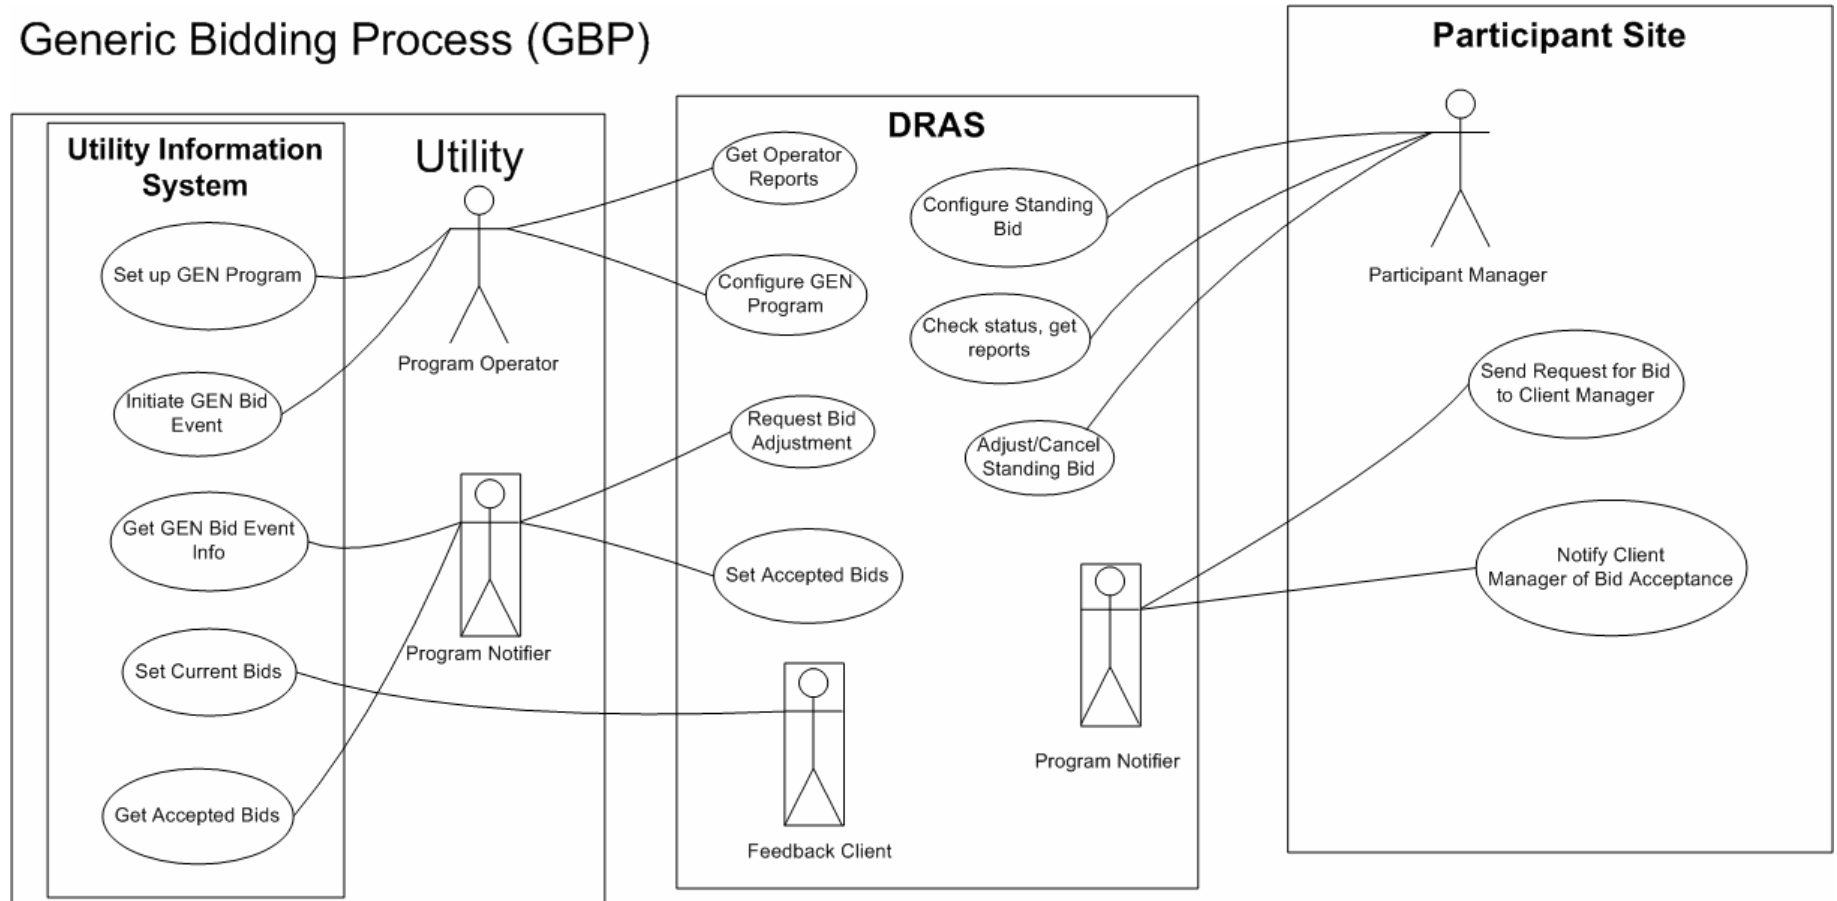 Generic Bidding Process (GBP)
Utility Information
System
Set up GEN Program
Initiate GEN Bid
Event
Get GEN Bid Event
Info
Set Current Bids
Get Accepted Bids
Utility
Program Operator
Program Notifier
DRAS
Get Operator
Reports
Configure GEN
Program
Request Bid
Adjustment
Set Accepted Bids
Feedback Client
Configure Standing
Bid
Check status, get
reports
Adjust/Cancel
Standing Bid
Program Notifier
Participant Site
Participant Manager
Send Request for Bid
to Client Manager
Notify Client
Manager of Bid Acceptance